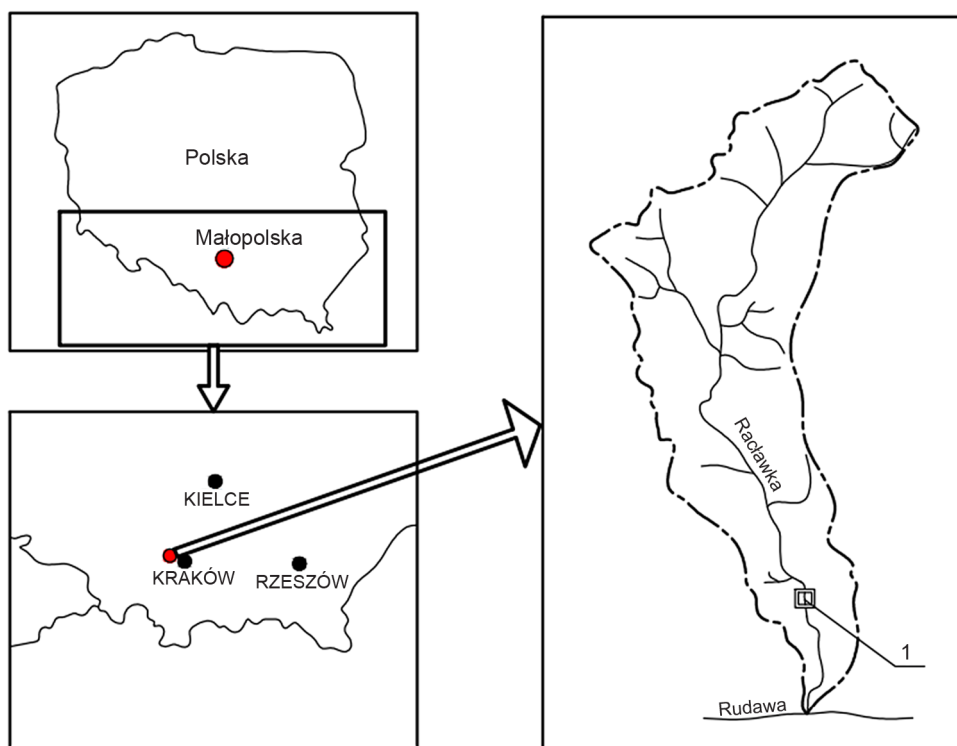 Polska
Małopolska
KIELCE
KRAKÓW
RZESZÓW
Racławka
1
Rudawa